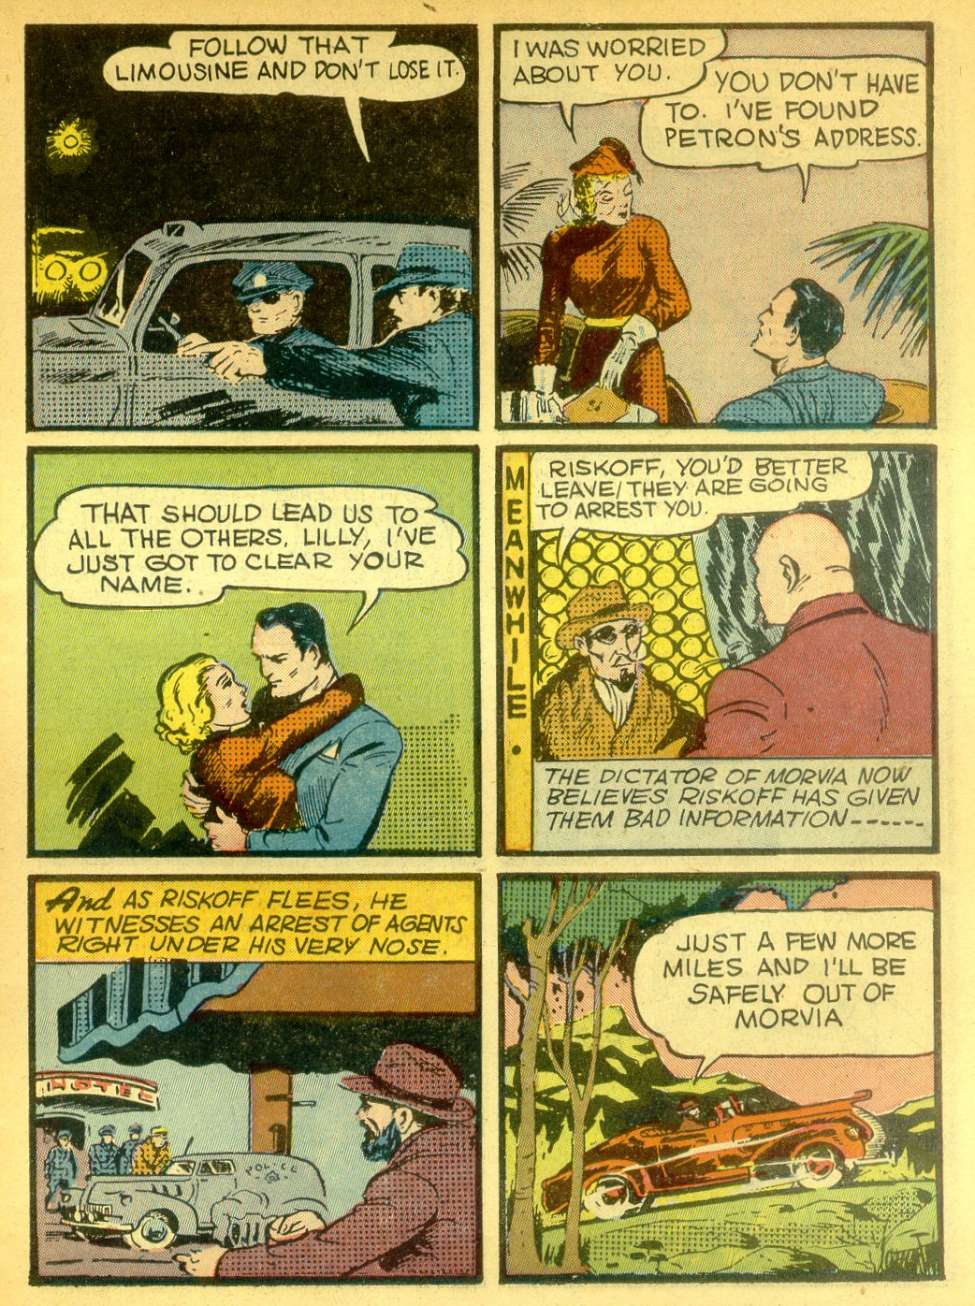 FOLLOW THAT
LIMOUSINE AND DON'T LOSE IT.
I WAS WORRIED
ABOUT YOU.
YOU DON'T HAVE
TO. I'VE FOUND
PETRON'S ADDRESS.
THAT SHOULD LEAD US TO
ALL THE OTHERS, LILLY, I'VE
JUST GOT TO CLEAR YOUR
NAME.
MEANWHILE.
RISKOFF, YOU'D BETTER
LEAVE! THEY ARE GOING
TO ARREST YOU.
THE DICTATOR OF MORVIA NOW
BELIEVES RISKOFF HAS GIVEN
THEM BAD INFORMATION------
And AS RISKOFF FLEES, HE
WITNESSES AN ARREST OF AGENTS
RIGHT UNDER HIS VERY NOSE.
HOTEL
POLICE
JUST A FEW MORE
MILES AND I'LL BE
SAFELY OUT OF
MORVIA